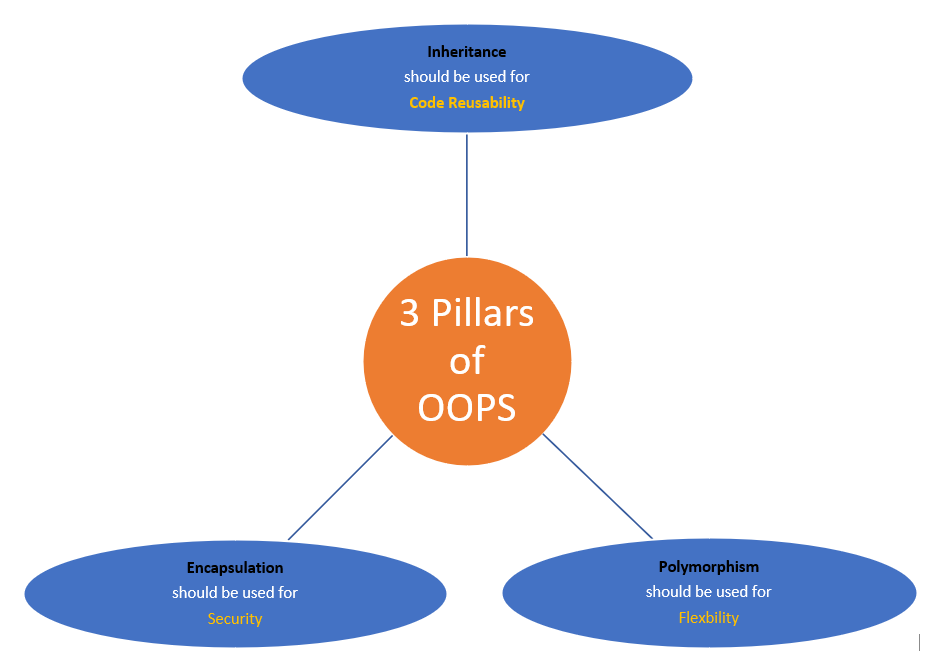 Inheritance
should be used for
Code Reusability
3 Pillars
of
OOPS
Encapsulation
should be used for
Security
Polymorphism
should be used for
Flexbility